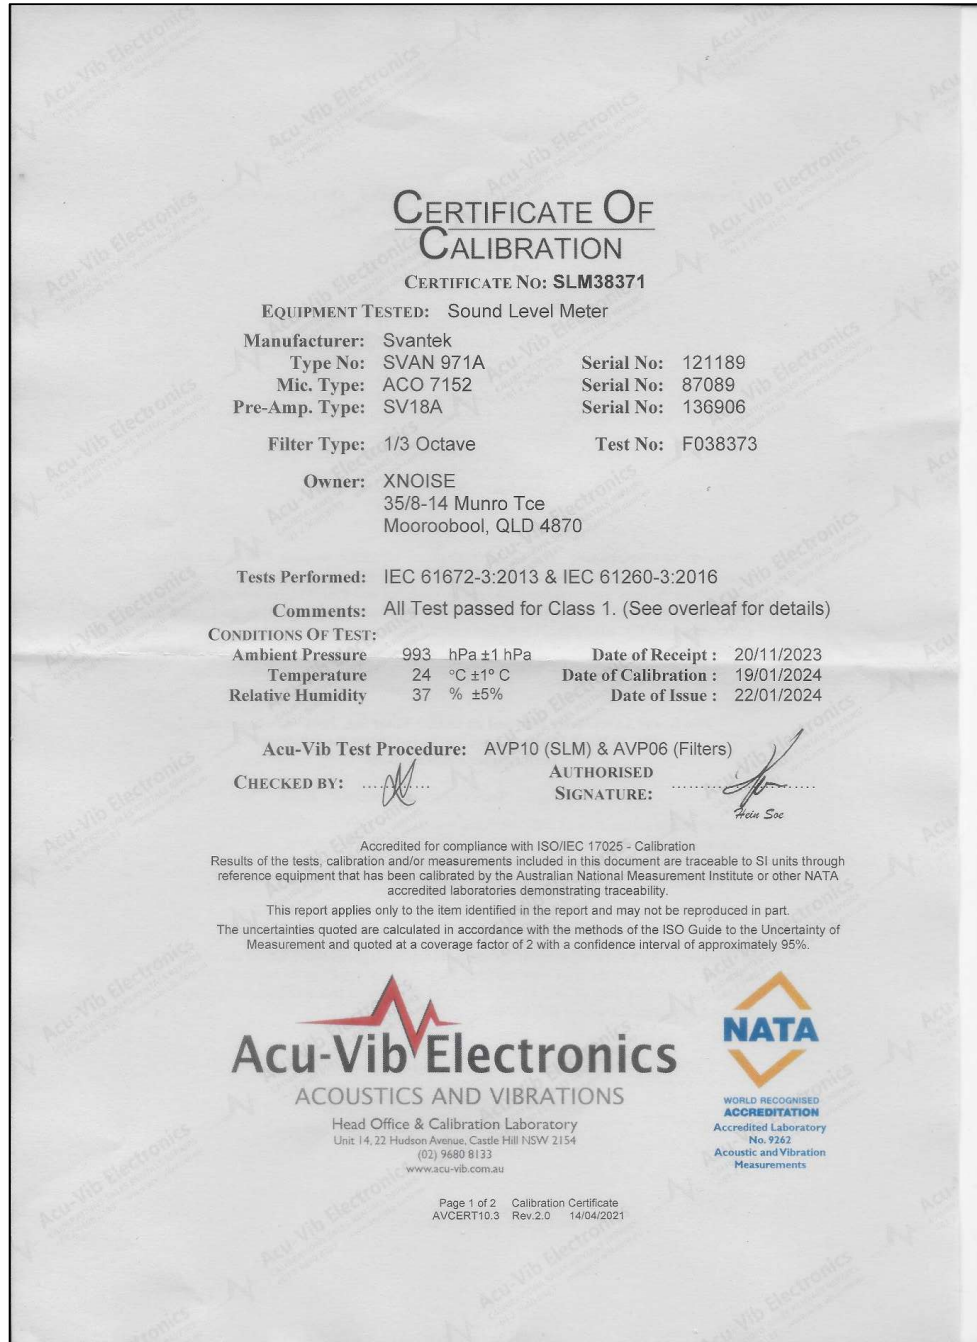 CERTIFICATE OF
CALIBRATION
CERTIFICATE NO: SLM38371
EQUIPMENT TESTED: Sound Level Meter
Manufacturer: Svantek
Type No: SVAN 971A Serial No: 121189
Mic. Type: ACO 7152 Serial No: 87089
Pre-Amp. Type: SV18A Serial No: 136906
Filter Type: 1/3 Octave Test No: F038373
Owner: XNOISE
35/8-14 Munro Tce
Mooroobool, QLD 4870
Tests Performed: IEC 61672-3:2013 & IEC 61260-3:2016
Comments: All Test passed for Class 1. (See overleaf for details)
CONDITIONS OF TEST:
Ambient Pressure 993 hPa ±1 hPa Date of Receipt : 20/11/2023
Temperature 24 °C ±1° C Date of Calibration : 19/01/2024
Relative Humidity 37 % ±5% Date of Issue : 22/01/2024
Acu-Vib Test Procedure: AVP10 (SLM) & AVP06 (Filters)
CHECKED BY: AUTHORISED
SIGNATURE:
Hein Soe
Accredited for compliance with ISO/IEC 17025 - Calibration
Results of the tests, calibration and/or measurements included in this document are traceable to SI units through
reference equipment that has been calibrated by the Australian National Measurement Institute or other NATA
accredited laboratories demonstrating traceability.
This report applies only to the item identified in the report and may not be reproduced in part.
The uncertainties quoted are calculated in accordance with the methods of the ISO Guide to the Uncertainty of
Measurement and quoted at a coverage factor of 2 with a confidence interval of approximately 95%.
Acu-Vib Electronics
ACOUSTICS AND VIBRATIONS
Head Office & Calibration Laboratory
Unit 14, 22 Hudson Avenue, Castle Hill NSW 2154
(02) 9680 8133
www.acu-vib.com.au
NATA
WORLD RECOGNISED
ACCREDITATION
Accredited Laboratory
No. 9262
Acoustic and Vibration
Measurements
Page 1 of 2 Calibration Certificate
AVCERT10.3 Rev.2.0 14/04/2021